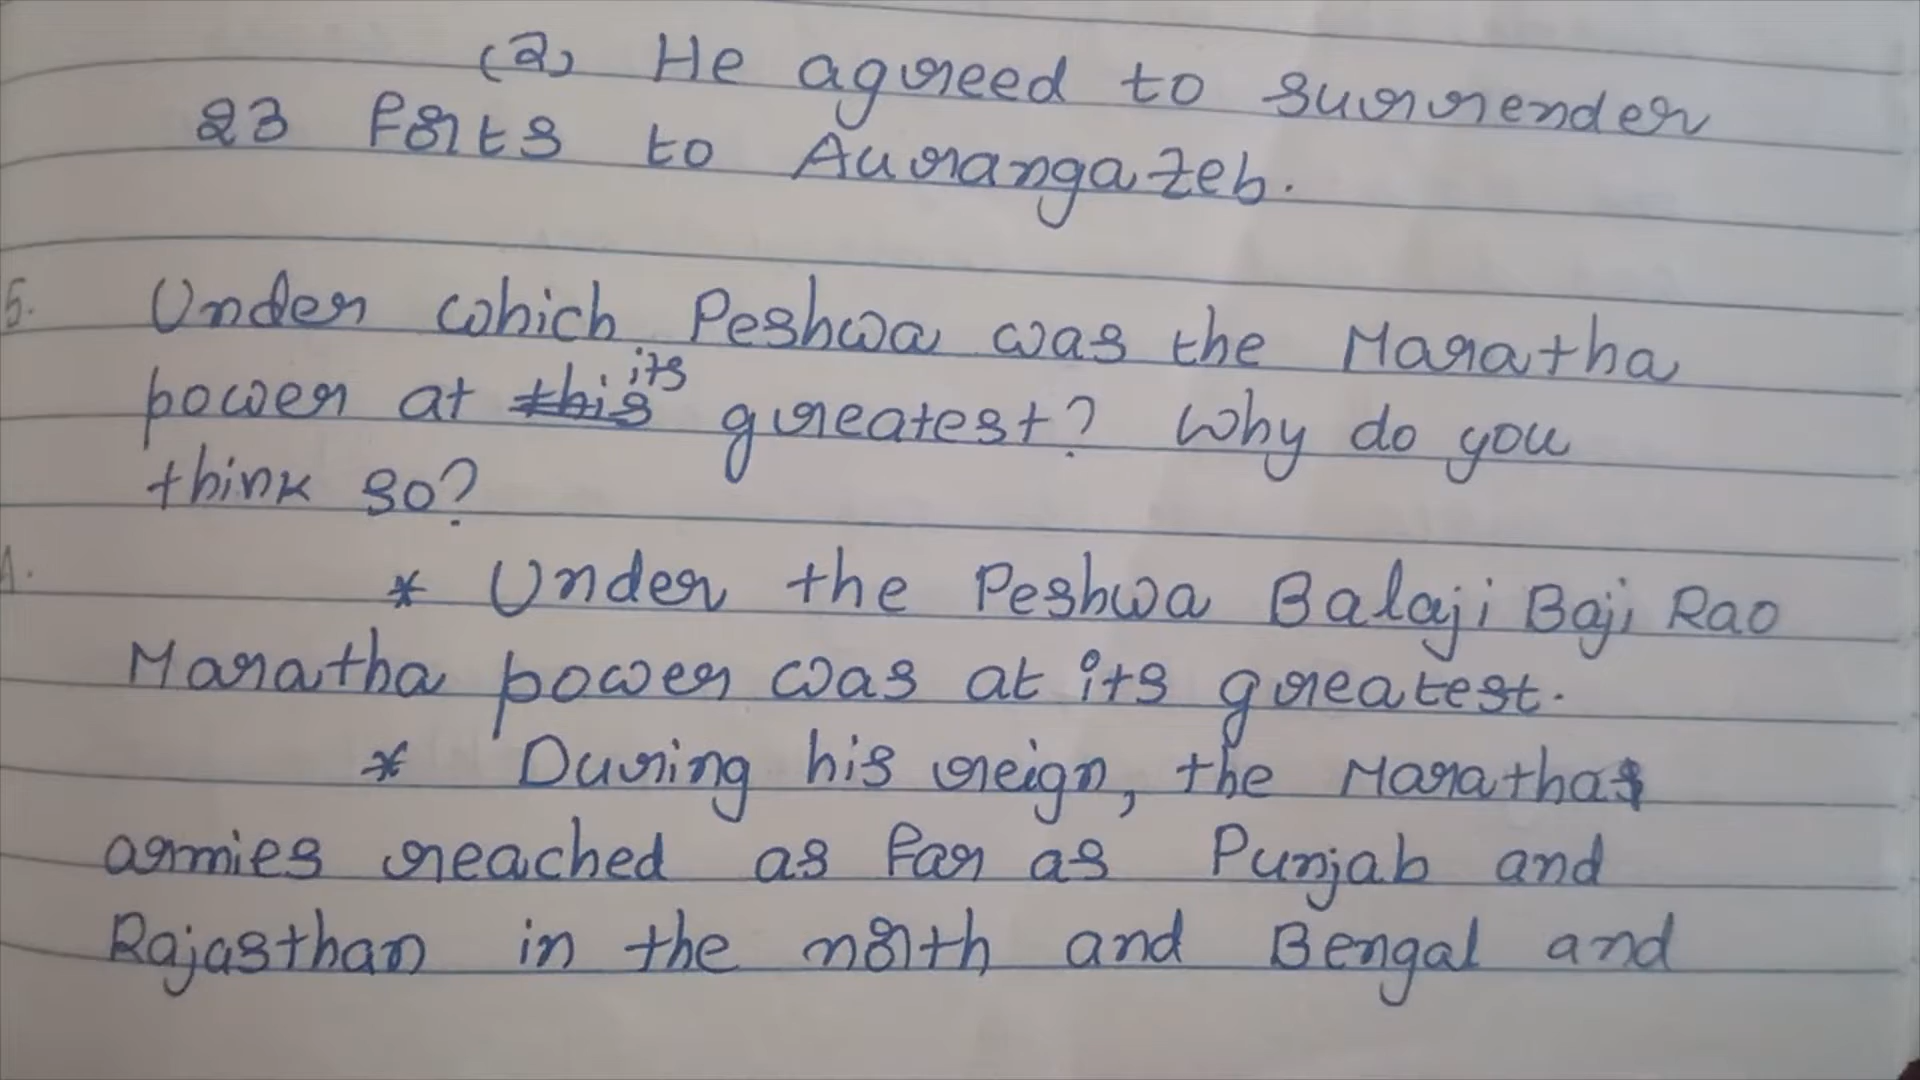 (2) He agreed to surrender
23 forts to Aurangazeb.
5. Under which Peshwa was the Maratha
power at this its greatest? Why do you
think so?
A.
* Under the Peshwa Balaji Baji Rao
Maratha power was at its greatest.
* During his reign, the Marathas
armies reached as far as Punjab and
Rajasthan in the north and Bengal and